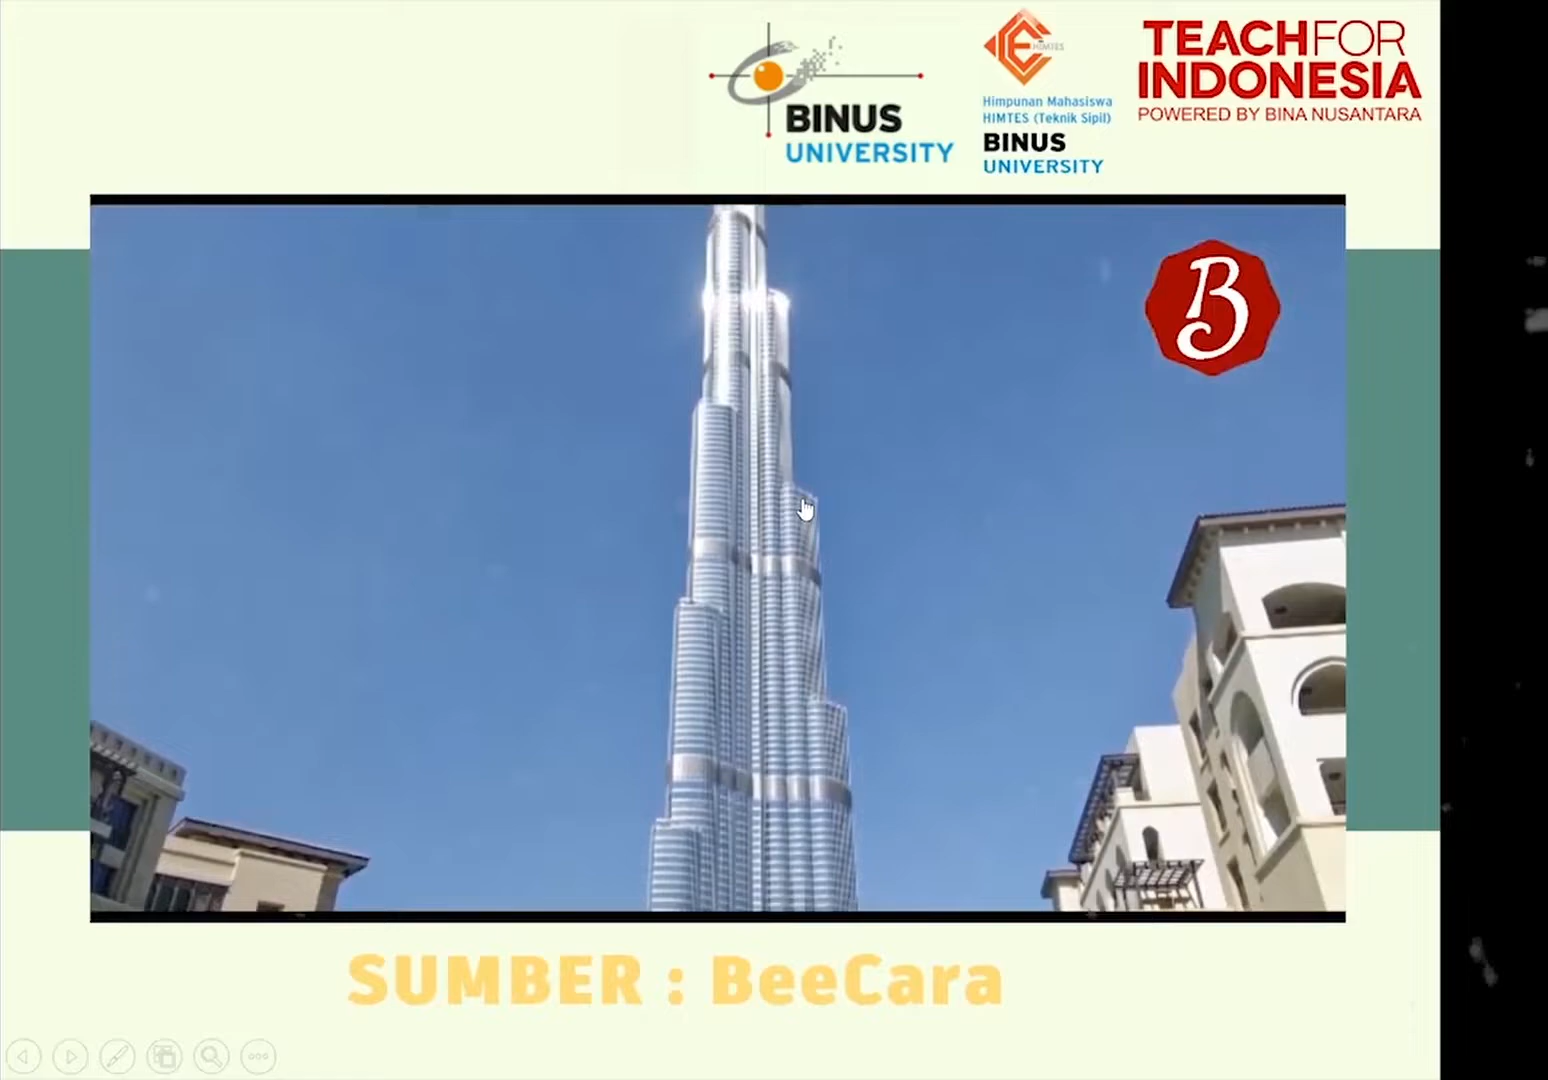 BINUS
UNIVERSITY
HIMTES
Himpunan Mahasiswa
HIMTES (Teknik Sipil)
BINUS
UNIVERSITY
TEACHFOR
INDONESIA
POWERED BY BINA NUSANTARA
B
SUMBER : BeeCara